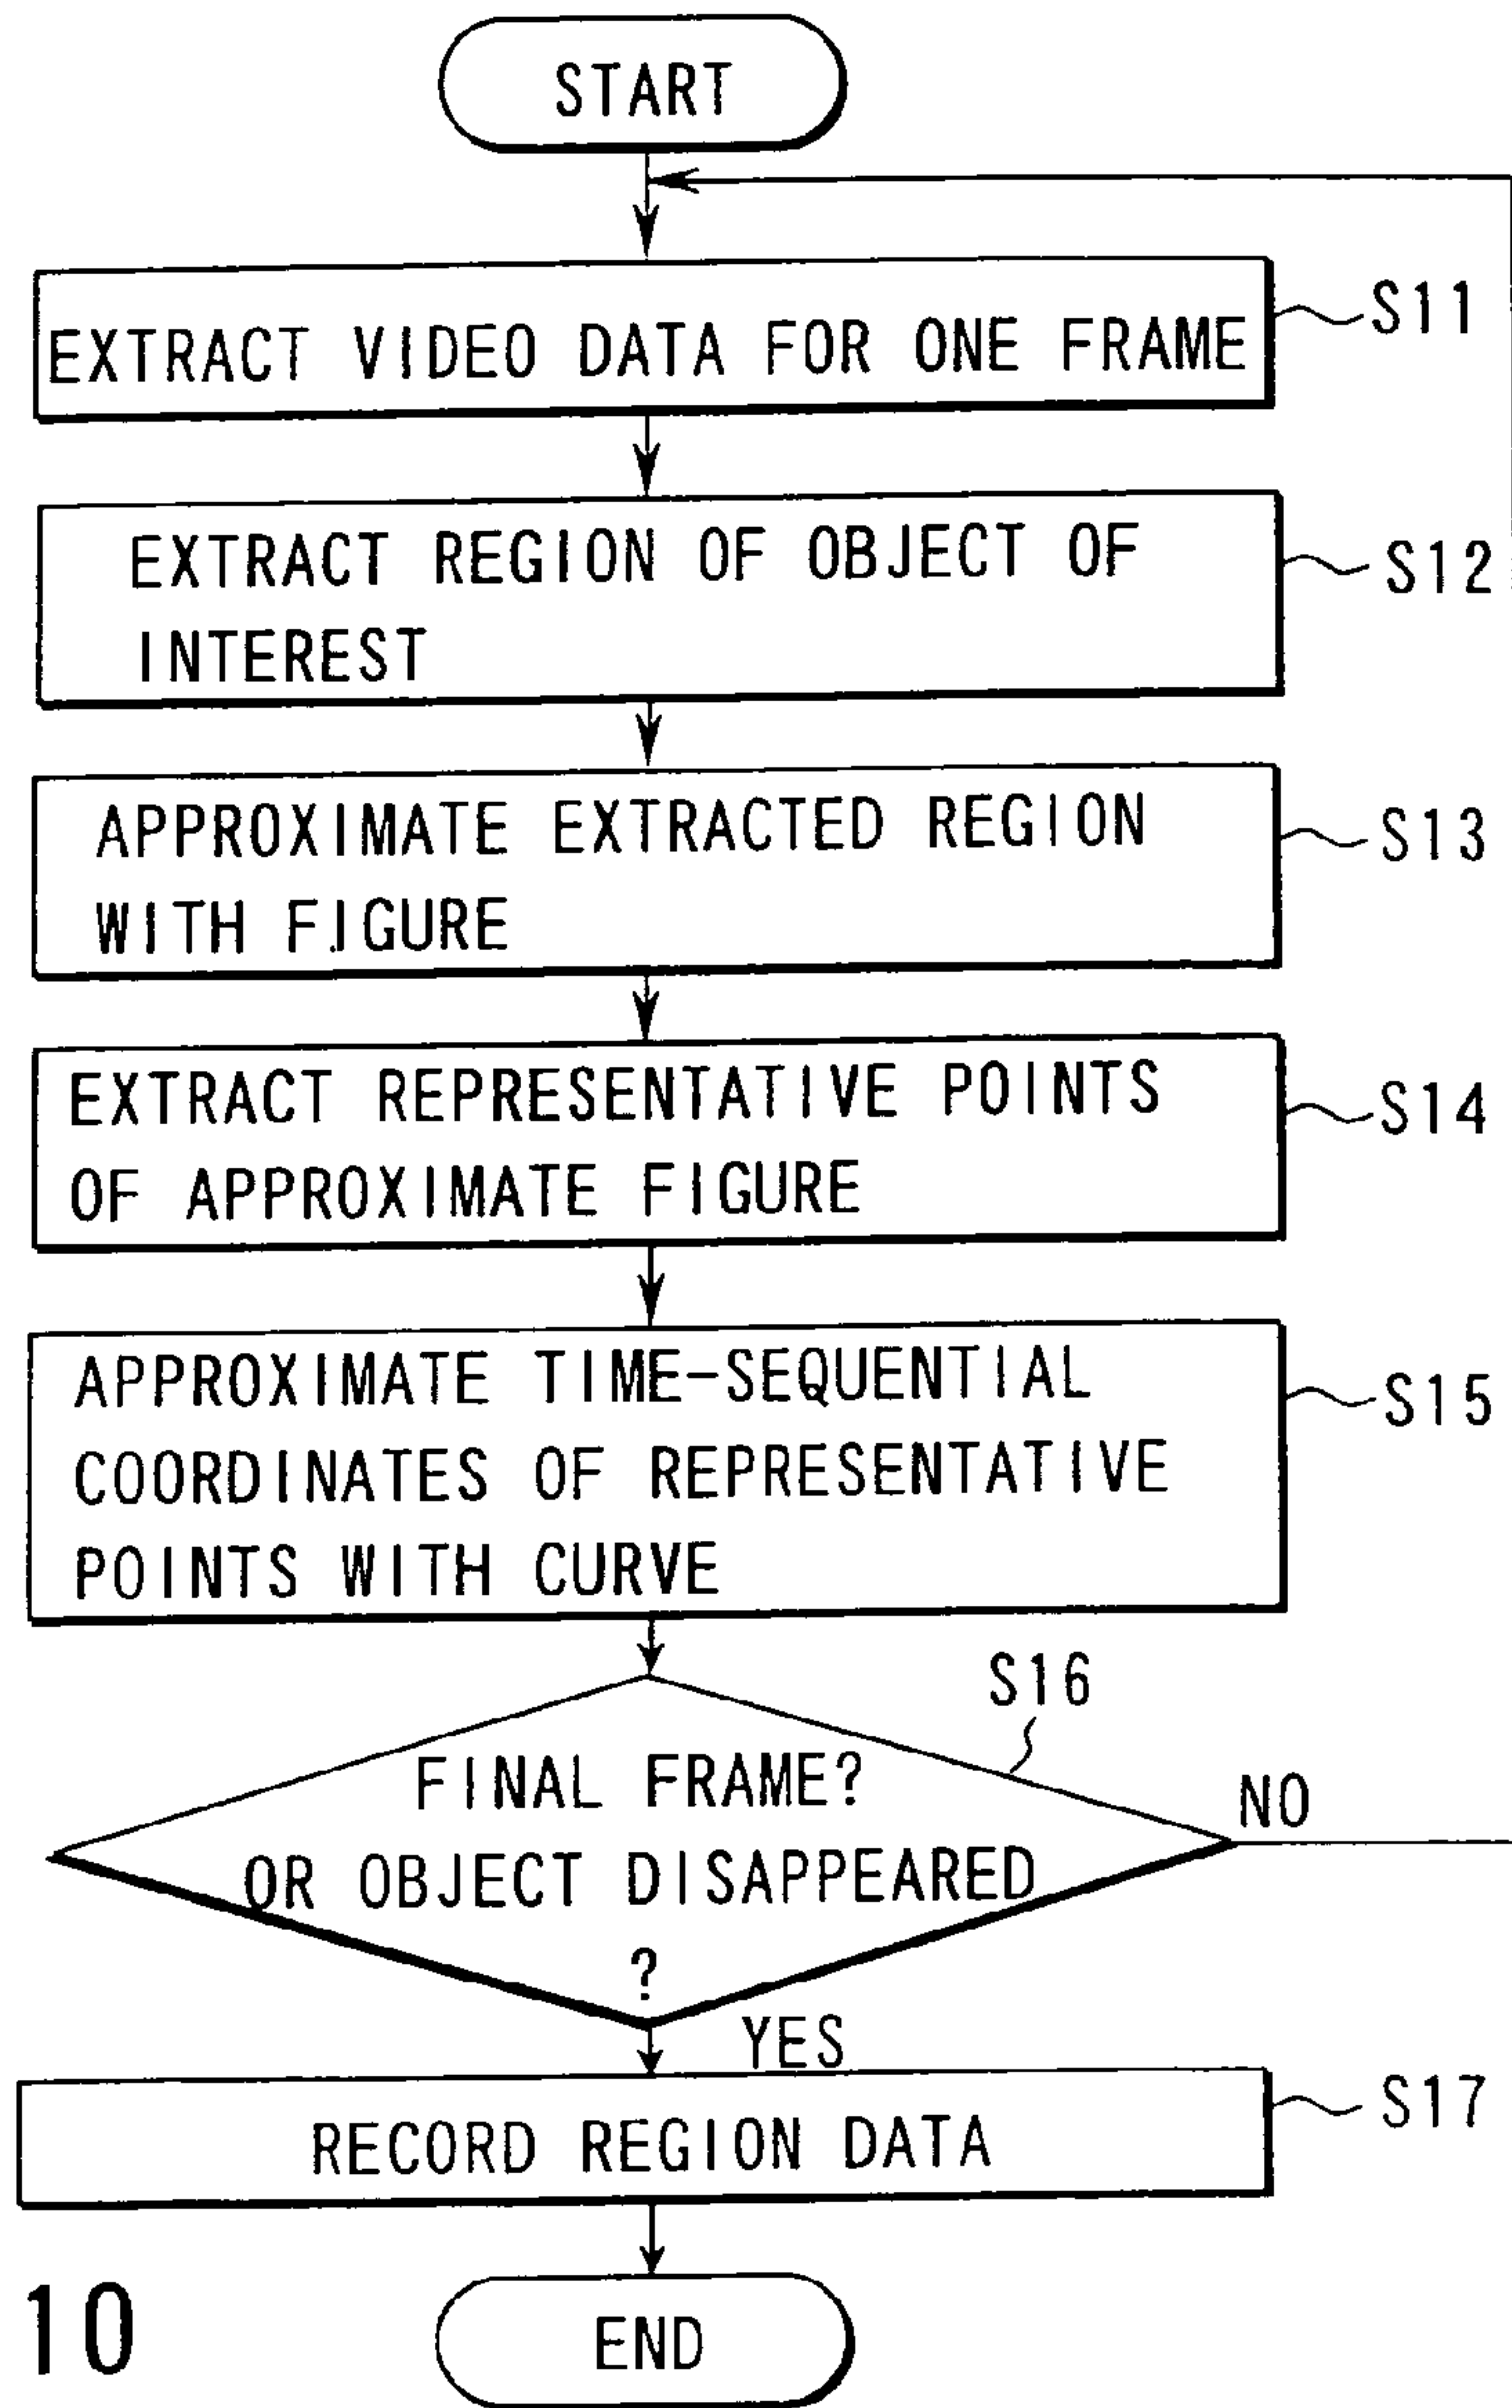 START
EXTRACT VIDEO DATA FOR ONE FRAME
S11
EXTRACT REGION OF OBJECT OF
INTEREST
S12
APPROXIMATE EXTRACTED REGION
WITH FIGURE
S13
EXTRACT REPRESENTATIVE POINTS
OF APPROXIMATE FIGURE
S14
APPROXIMATE TIME-SEQUENTIAL
COORDINATES OF REPRESENTATIVE
POINTS WITH CURVE
S15
S16
FINAL FRAME?
OR OBJECT DISAPPEARED
?
NO
YES
RECORD REGION DATA
S17
END
10